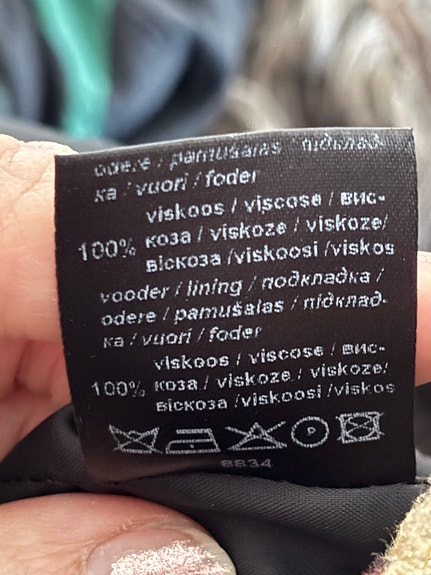 odere / pamušalas / підклад-
ка / vuori / foder
viskoos / viscose / вис-
100% коза / viskoze / viskoze/
віскоза /viskoosi /viskos
vooder / lining / подкладка /
odere / pamušalas / підклад-
ка / vuori / foder
viskoos / viscose / вис-
100% коза / viskoze / viskoze/
віскоза /viskoosi /viskos
P
8834